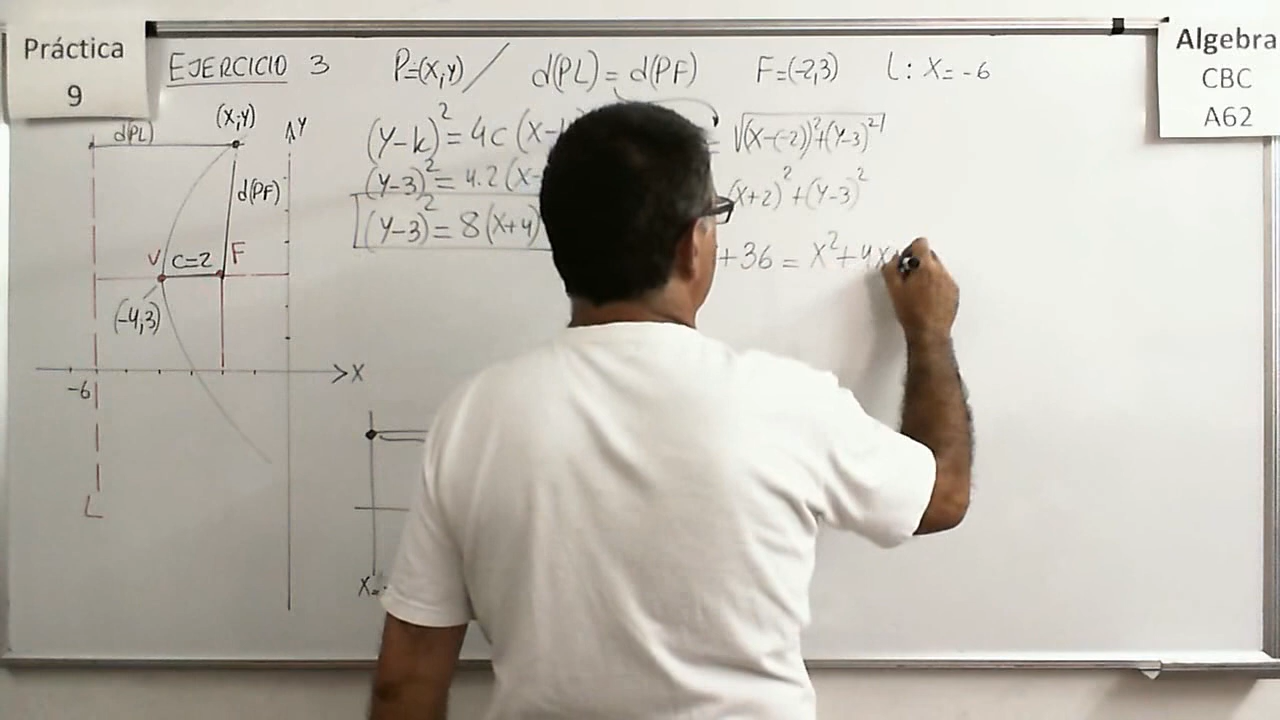 Práctica
9
Algebra
CBC
A62
EJERCICIO 3 P=(X,Y) / d(PL)= d(PF) F=(-2,3) L: X=-6
(Y-k)²=4C(X-
= √(X-(-2))²+(Y-3)²
(Y-3)²= 4.2(X-
(X+2)²+(Y-3)²
(Y-3)²= 8(X+4)
+36 = X²+4X
d(PL)
(X,Y)
Y
d(PF)
V C=2 F
(-4,3)
X
-6
L
X=